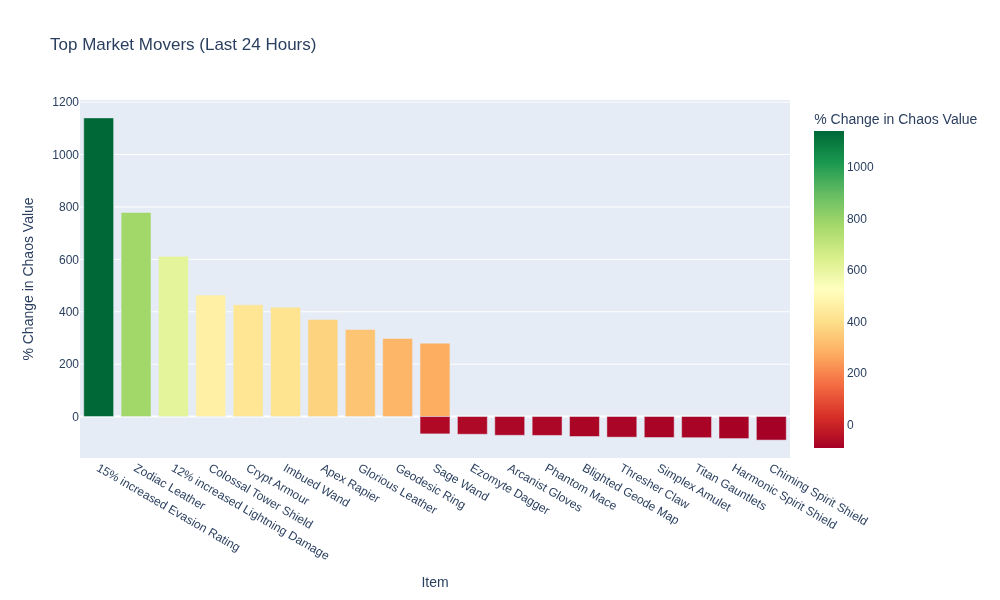 Top Market Movers (Last 24 Hours)
% Change in Chaos Value
1200
1000
800
600
400
200
0
% Change in Chaos Value
1000
800
600
400
200
0
15% increased Evasion Rating
Zodiac Leather
12% increased Lightning Damage
Colossal Tower Shield
Crypt Armour
Imbued Wand
Apex Rapier
Glorious Leather
Geodesic Ring
Sage Wand
Ezomyte Dagger
Arcanist Gloves
Phantom Mace
Blighted Geode Map
Thresher Claw
Simplex Amulet
Titan Gauntlets
Harmonic Spirit Shield
Chiming Spirit Shield
Item